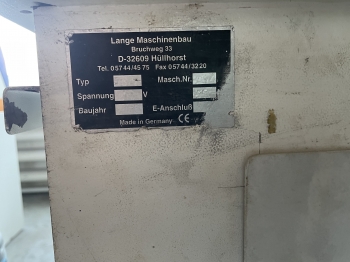 Lange Maschinenbau
Bruchweg 33
D-32609 Hüllhorst
Tel. 05744/4575 Fax 05744/3220
Typ Masch.Nr.
Spannung V
Baujahr E-Anschluß
Made in Germany CE